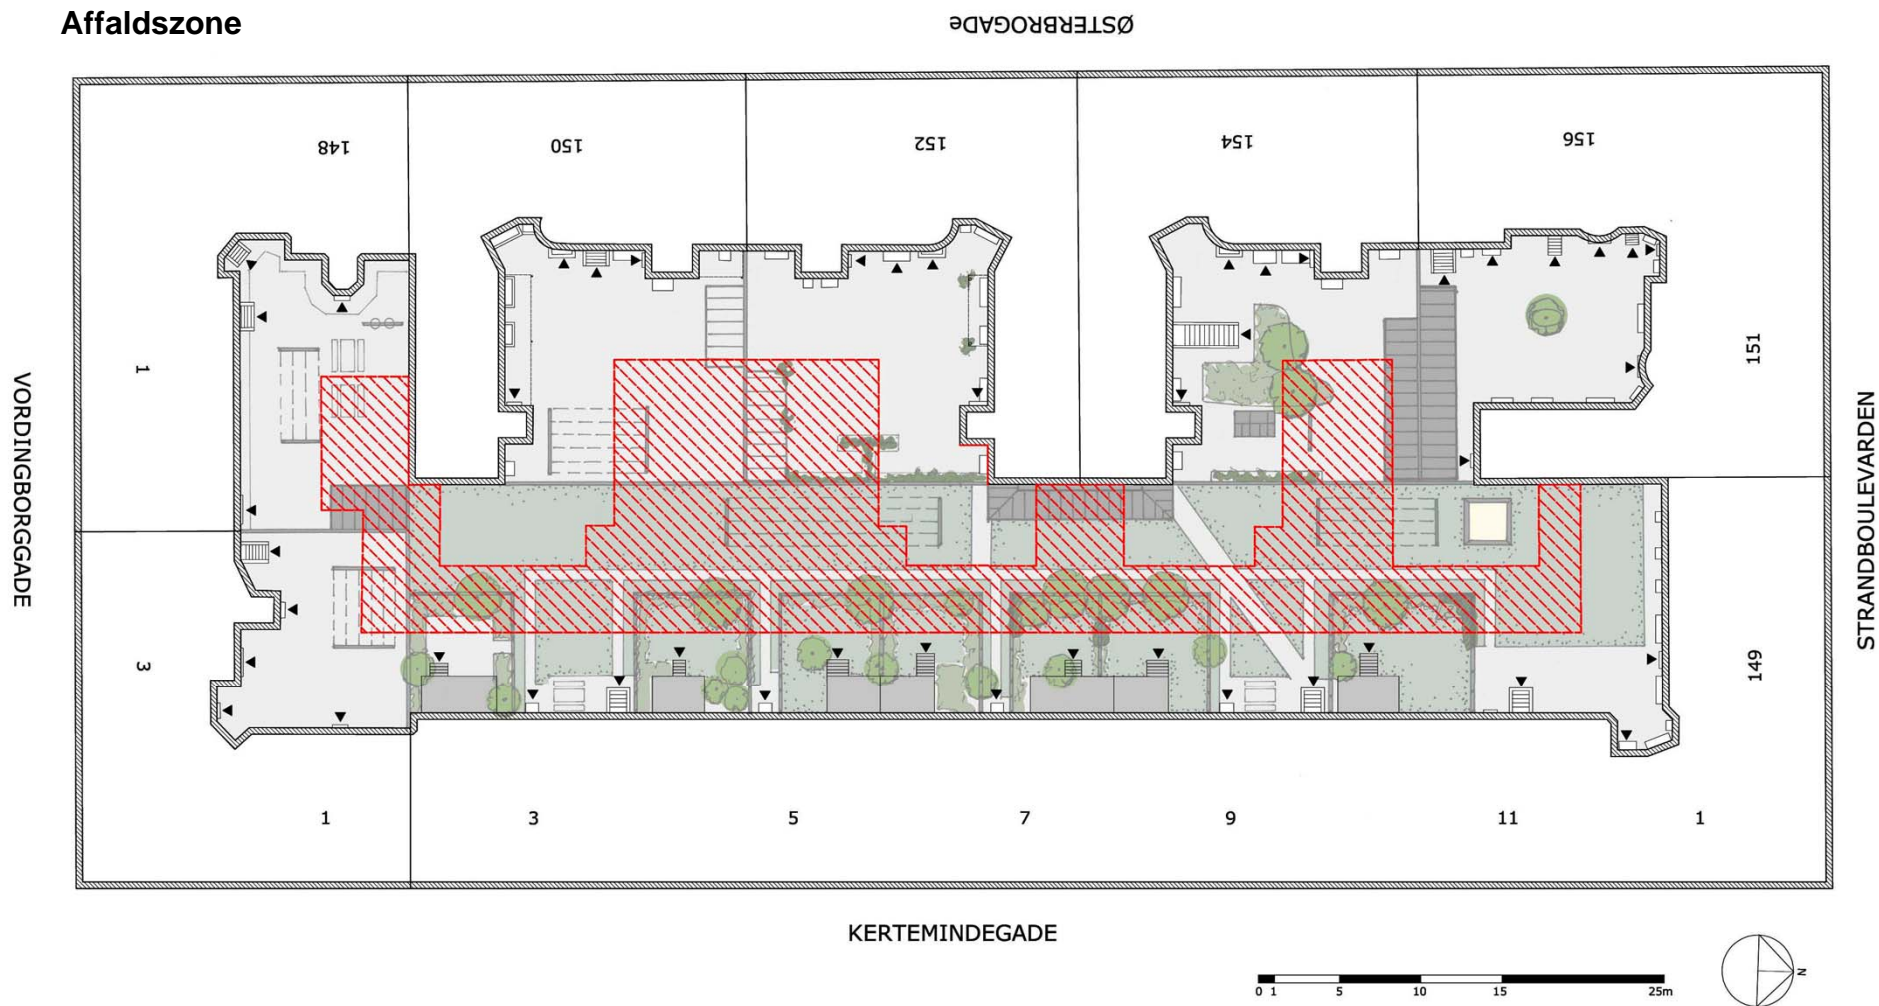 Affaldszone
ØSTERBROGADe
148
150
152
154
156
1
151
VORDINGBORGGADE
STRANDBOULEVARDEN
3
149
1
3
5
7
9
11
1
KERTEMINDEGADE
N
0 1 5 10 15 25m